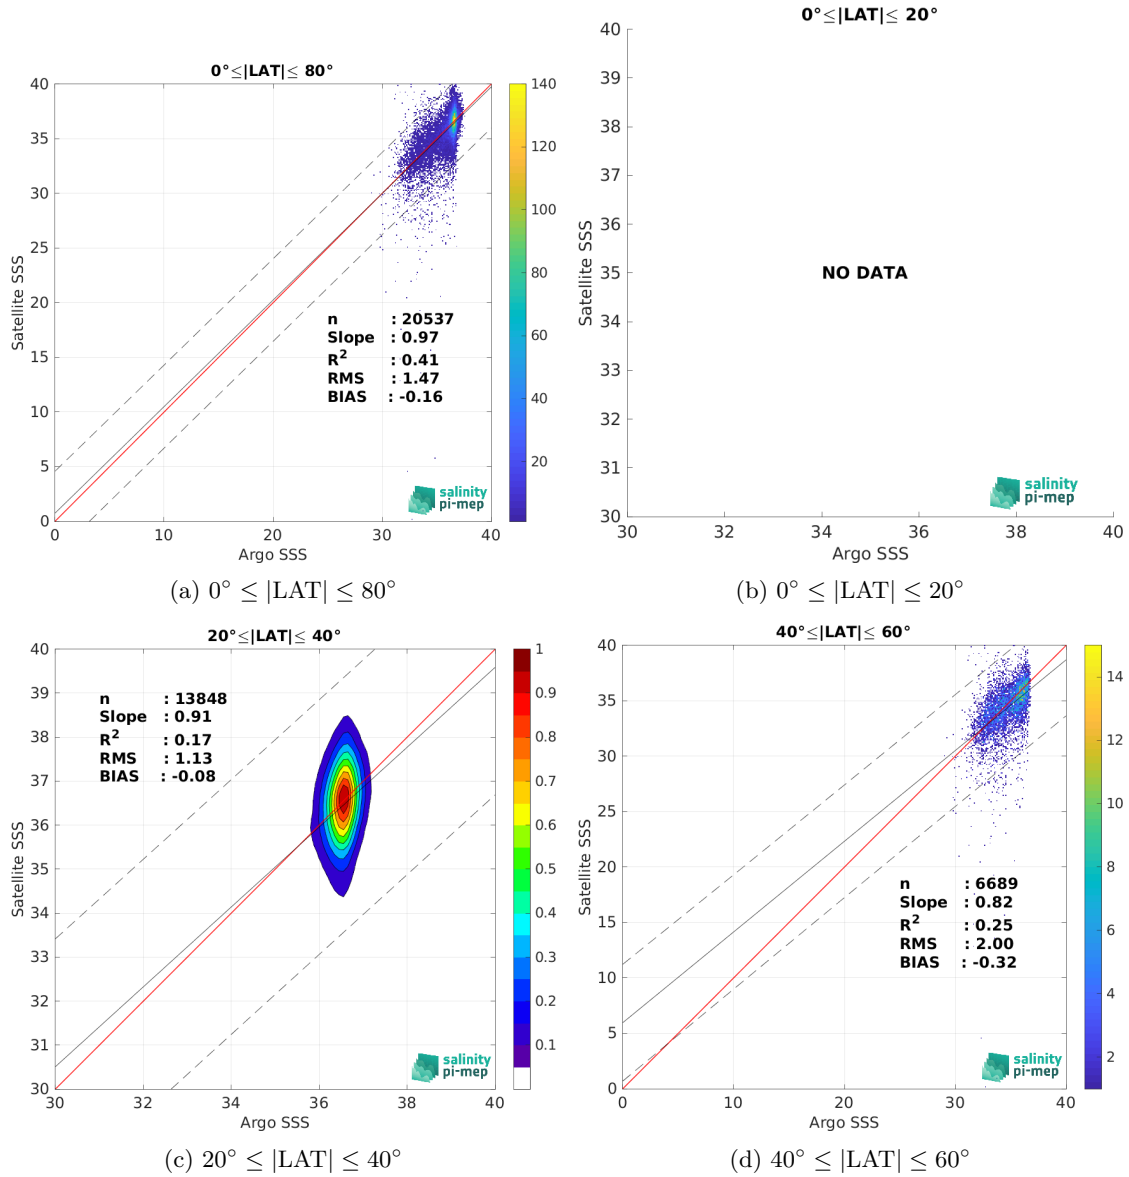 0°≤|LAT|≤ 80°
40
35
30
25
20
15
10
5
0
0
10
20
30
40
Satellite SSS
Argo SSS
n : 20537
Slope : 0.97
R² : 0.41
RMS : 1.47
BIAS : -0.16
salinity
pi-mep
140
120
100
80
60
40
20
(a) 0° ≤ |LAT| ≤ 80°
0°≤|LAT|≤ 20°
40
39
38
37
36
35
34
33
32
31
30
30
32
34
36
38
40
Satellite SSS
Argo SSS
NO DATA
salinity
pi-mep
(b) 0° ≤ |LAT| ≤ 20°
20°≤|LAT|≤ 40°
40
39
38
37
36
35
34
33
32
31
30
30
32
34
36
38
40
Satellite SSS
Argo SSS
n : 13848
Slope : 0.91
R² : 0.17
RMS : 1.13
BIAS : -0.08
salinity
pi-mep
1
0.9
0.8
0.7
0.6
0.5
0.4
0.3
0.2
0.1
(c) 20° ≤ |LAT| ≤ 40°
40°≤|LAT|≤ 60°
40
35
30
25
20
15
10
5
0
0
10
20
30
40
Satellite SSS
Argo SSS
n : 6689
Slope : 0.82
R² : 0.25
RMS : 2.00
BIAS : -0.32
salinity
pi-mep
14
12
10
8
6
4
2
(d) 40° ≤ |LAT| ≤ 60°